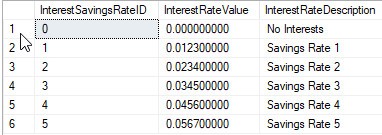 InterestSavingsRateID InterestRateValue InterestRateDescription
1 0 0.000000000 No Interests
2 1 0.012300000 Savings Rate 1
3 2 0.023400000 Savings Rate 2
4 3 0.034500000 Savings Rate 3
5 4 0.045600000 Savings Rate 4
6 5 0.056700000 Savings Rate 5